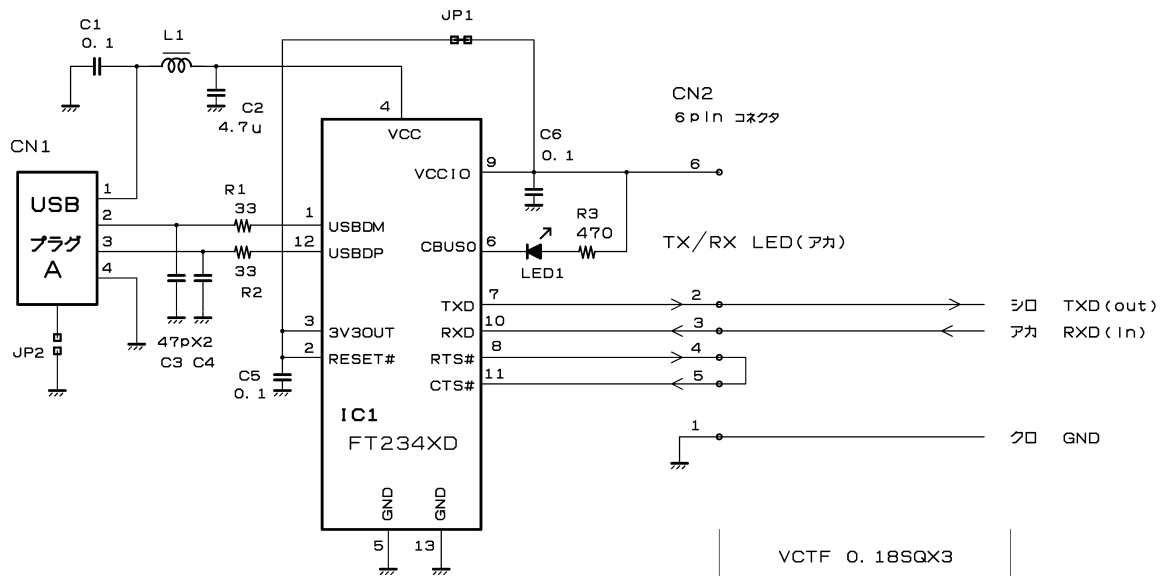 JP1
C1
0.1
L1
4
C2
4.7u
VCC
CN2
6pin コネクタ
C6
0.1
CN1
USB
プラグ
A
1
2
3
4
R1
33
1
USBDM
12
USBDP
33
R2
VCCIO
9
6
CBUS0
6
R3
470
LED1
TX/RX LED(アカ)
TXD
7
2
シロ TXD(out)
3
3V3OUT
RXD
10
3
アカ RXD(in)
2
RESET#
RTS#
8
4
CTS#
11
5
JP2
47pX2
C3 C4
C5
0.1
IC1
FT234XD
1
クロ GND
GND
GND
5
13
VCTF 0.18SQX3